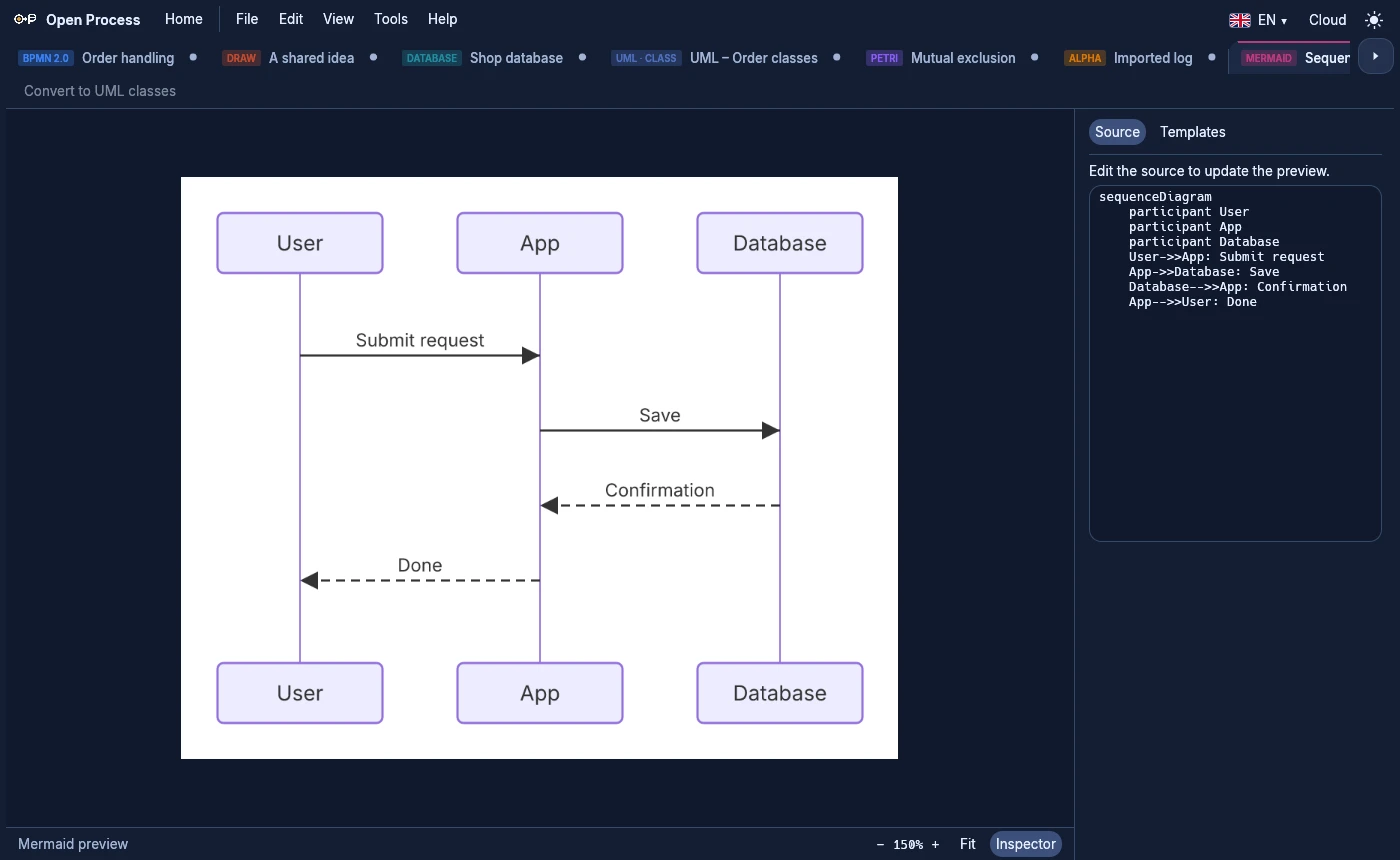 Open Process Home File Edit View Tools Help EN Cloud
BPMN 2.0 Order handling DRAW A shared idea DATABASE Shop database UML · CLASS UML – Order classes PETRI Mutual exclusion ALPHA Imported log MERMAID Sequen
Convert to UML classes
Source Templates
Edit the source to update the preview.
sequenceDiagram
participant User
participant App
participant Database
User->>App: Submit request
App->>Database: Save
Database-->>App: Confirmation
App-->>User: Done
User App Database
Submit request
Save
Confirmation
Done
User App Database
Mermaid preview − 150% + Fit Inspector